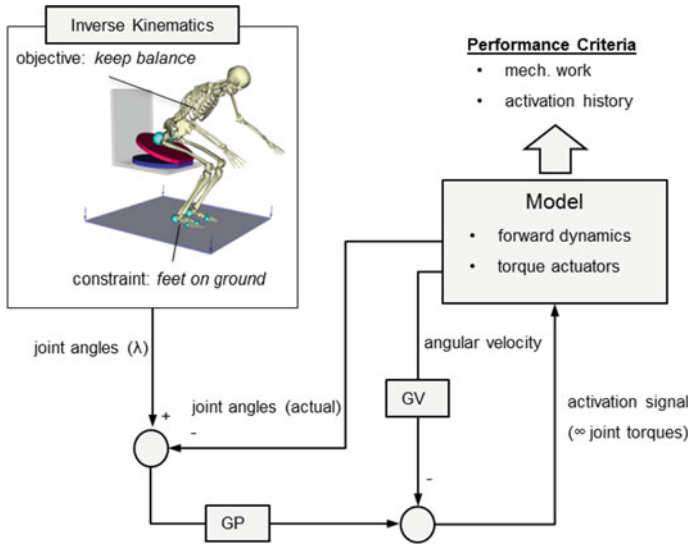 Inverse Kinematics
objective: keep balance
constraint: feet on ground
Performance Criteria
• mech. work
• activation history
Model
• forward dynamics
• torque actuators
joint angles (λ)
angular velocity
+
joint angles (actual)
-
GV
activation signal
(∞ joint torques)
-
GP